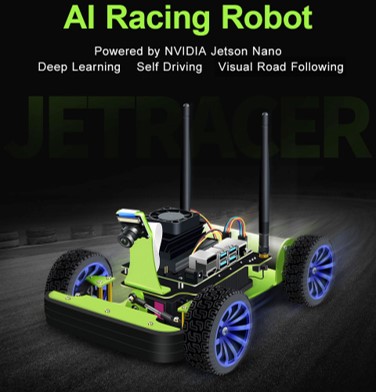 AI Racing Robot
Powered by NVIDIA Jetson Nano
Deep Learning Self Driving Visual Road Following
JETRACER